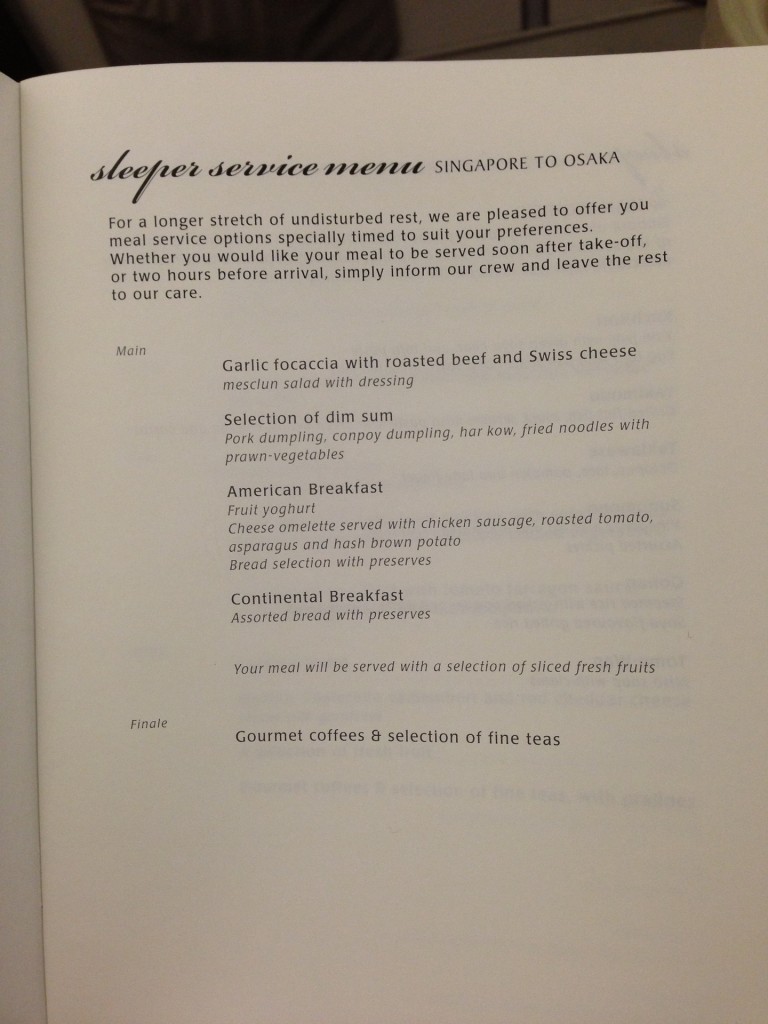 sleeper service menu SINGAPORE TO OSAKA
For a longer stretch of undisturbed rest, we are pleased to offer you
meal service options specially timed to suit your preferences.
Whether you would like your meal to be served soon after take-off,
or two hours before arrival, simply inform our crew and leave the rest
to our care.
Main
Garlic focaccia with roasted beef and Swiss cheese
mesclun salad with dressing
Selection of dim sum
Pork dumpling, conpoy dumpling, har kow, fried noodles with
prawn-vegetables
American Breakfast
Fruit yoghurt
Cheese omelette served with chicken sausage, roasted tomato,
asparagus and hash brown potato
Bread selection with preserves
Continental Breakfast
Assorted bread with preserves
Your meal will be served with a selection of sliced fresh fruits
Finale
Gourmet coffees & selection of fine teas